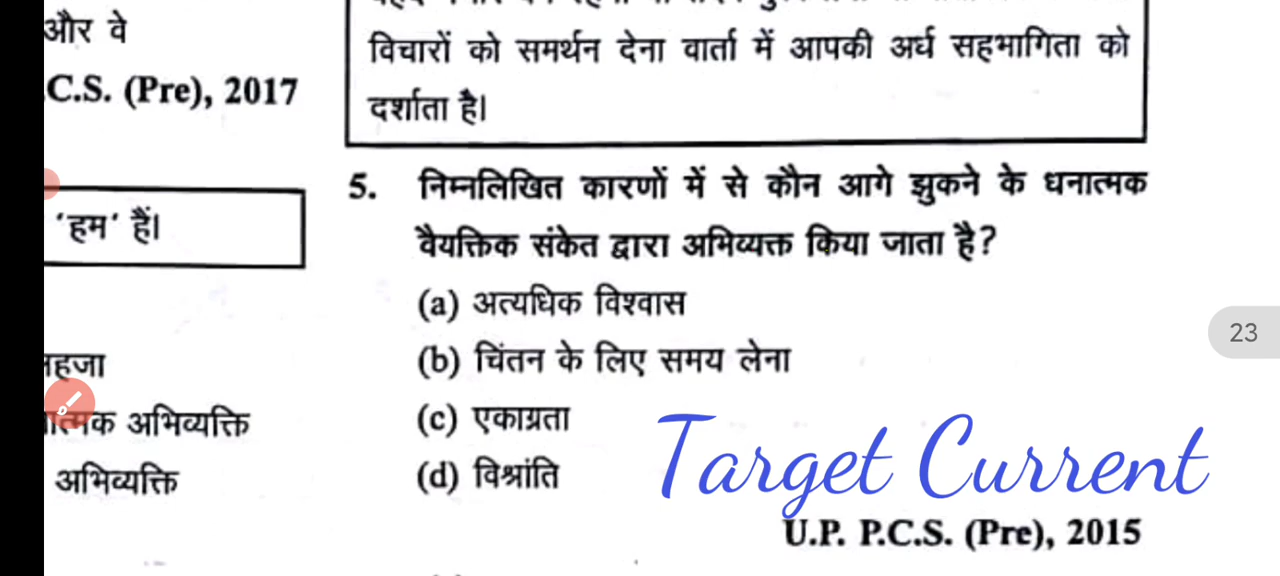 और वे
C.S. (Pre), 2017
‘हम’ हैं।
अभिव्यक्ति
अभिव्यक्ति
विचारों को समर्थन देना वार्ता में आपकी अर्ध सहभागिता को
दर्शाता है।
5. निम्नलिखित कारणों में से कौन आगे झुकने के धनात्मक
वैयक्तिक संकेत द्वारा अभिव्यक्त किया जाता है?
(a) अत्यधिक विश्वास
(b) चिंतन के लिए समय लेना
(c) एकाग्रता
(d) विश्रांति
Target Current
U.P. P.C.S. (Pre), 2015
23